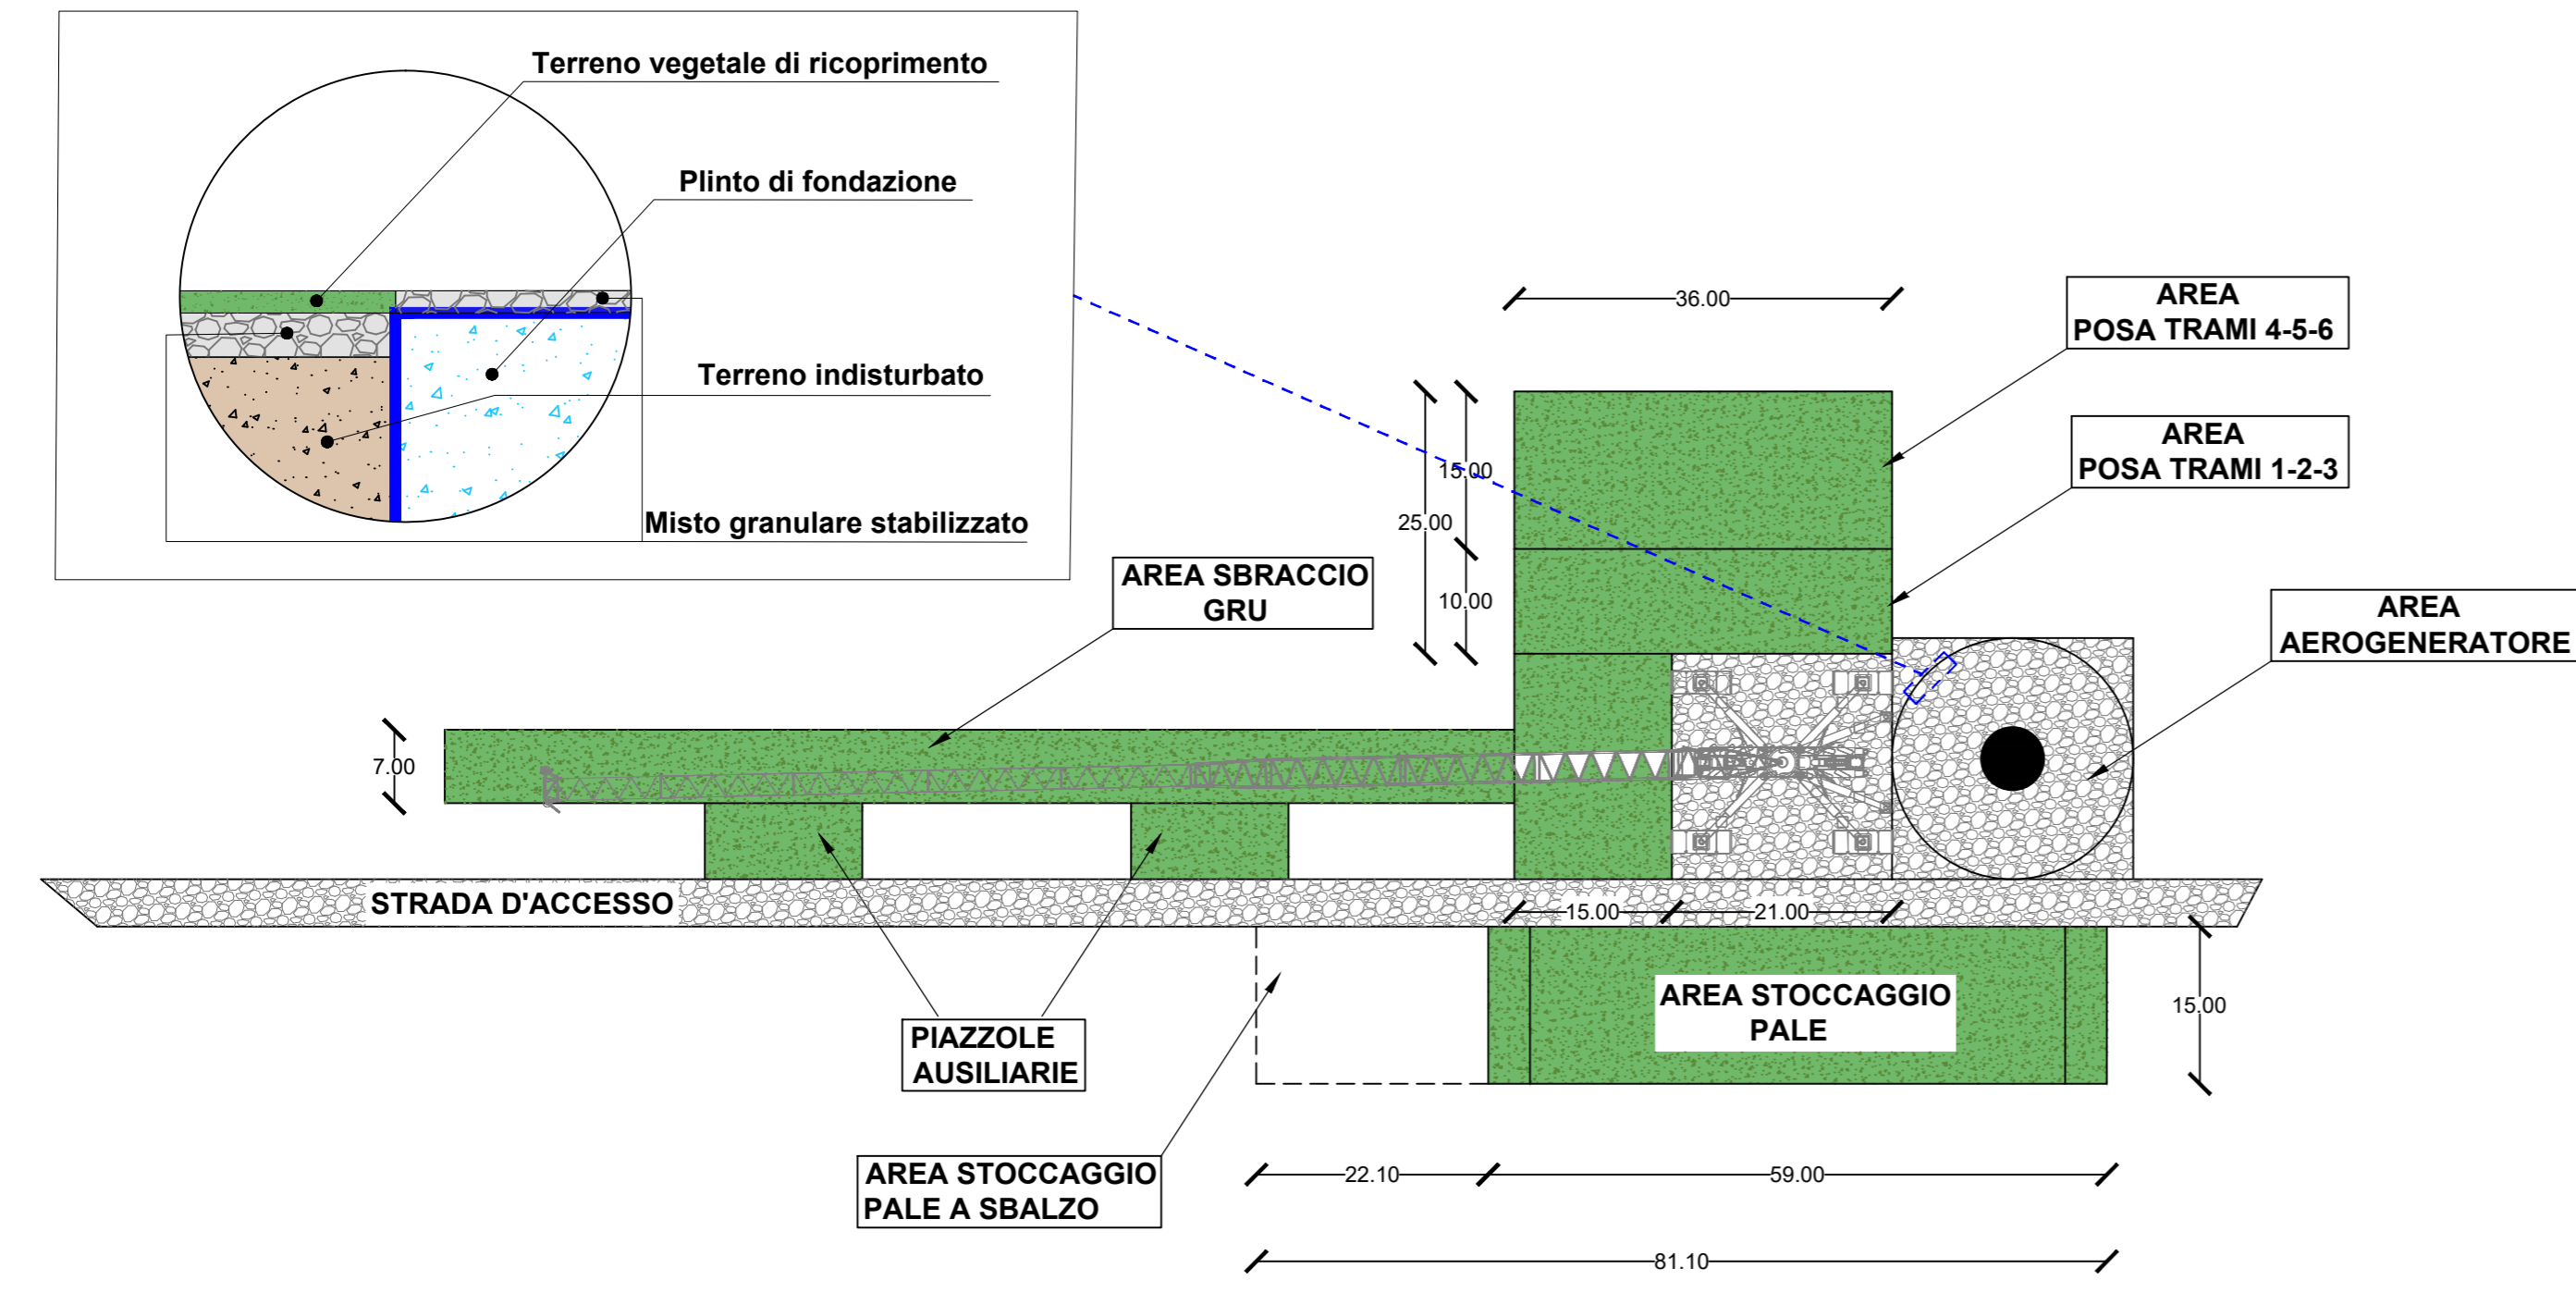 Terreno vegetale di ricoprimento
Plinto di fondazione
Terreno indisturbato
Misto granulare stabilizzato
36.00
AREA
POSA TRAMI 4-5-6
AREA
POSA TRAMI 1-2-3
15.00
25.00
10.00
AREA SBRACCIO
GRU
AREA
AEROGENERATORE
7.00
STRADA D'ACCESSO
15.00
21.00
AREA STOCCAGGIO
PALE
15.00
PIAZZOLE
AUSILIARIE
AREA STOCCAGGIO
PALE A SBALZO
22.10
59.00
81.10